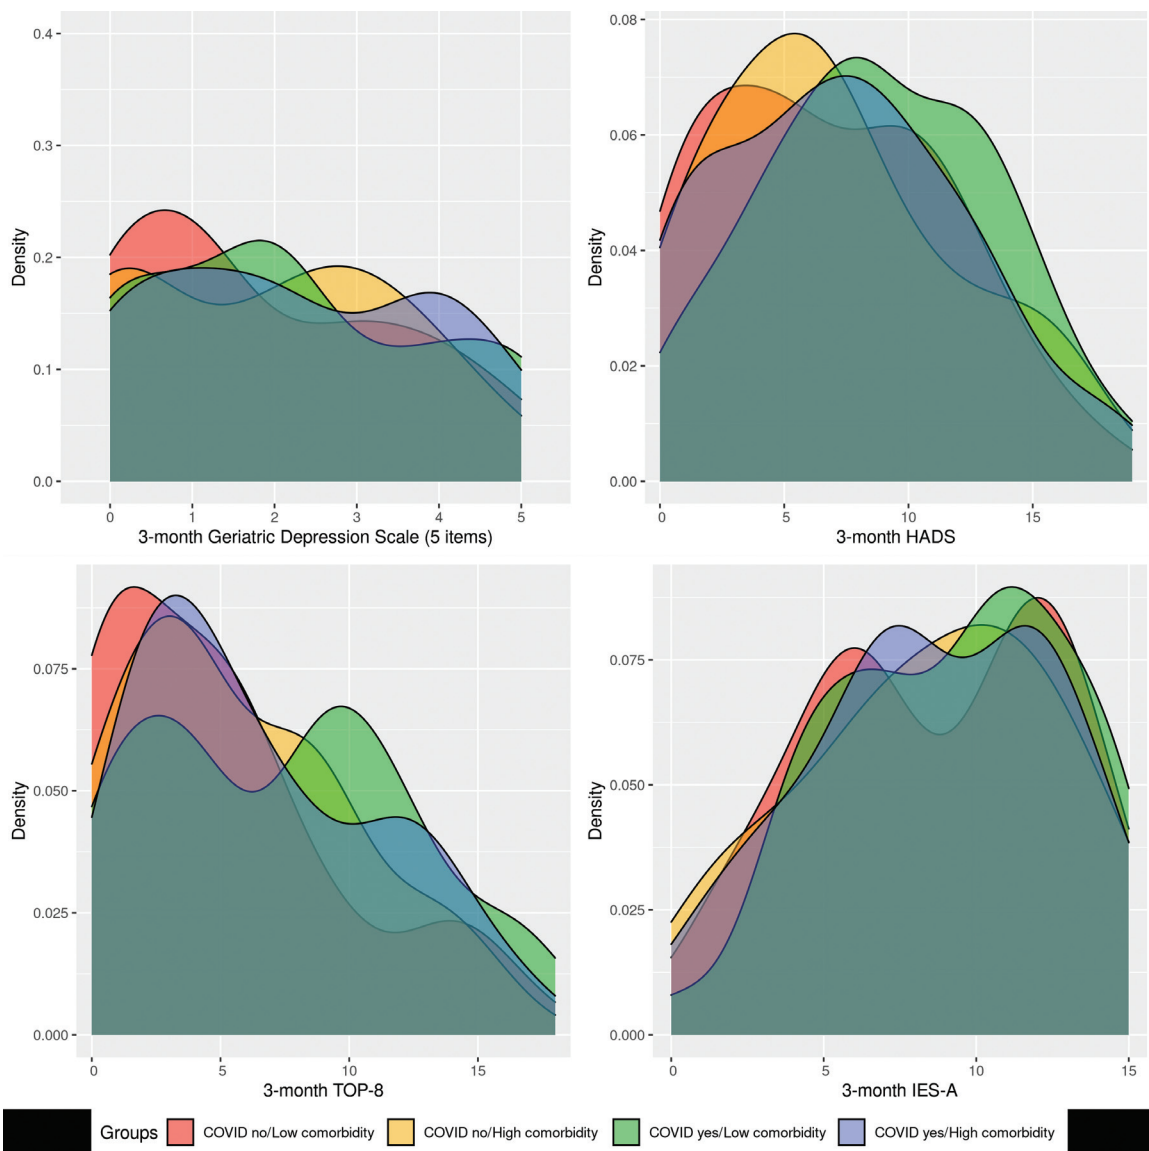 0.4
0.3
0.2
0.1
0.0
Density
0 1 2 3 4 5
3-month Geriatric Depression Scale (5 items)
0.08
0.06
0.04
0.02
0.00
Density
0 5 10 15
3-month HADS
0.075
0.050
0.025
0.000
Density
0 5 10 15
3-month TOP-8
0.075
0.050
0.025
0.000
Density
0 5 10 15
3-month IES-A
Groups COVID no/Low comorbidity COVID no/High comorbidity COVID yes/Low comorbidity COVID yes/High comorbidity